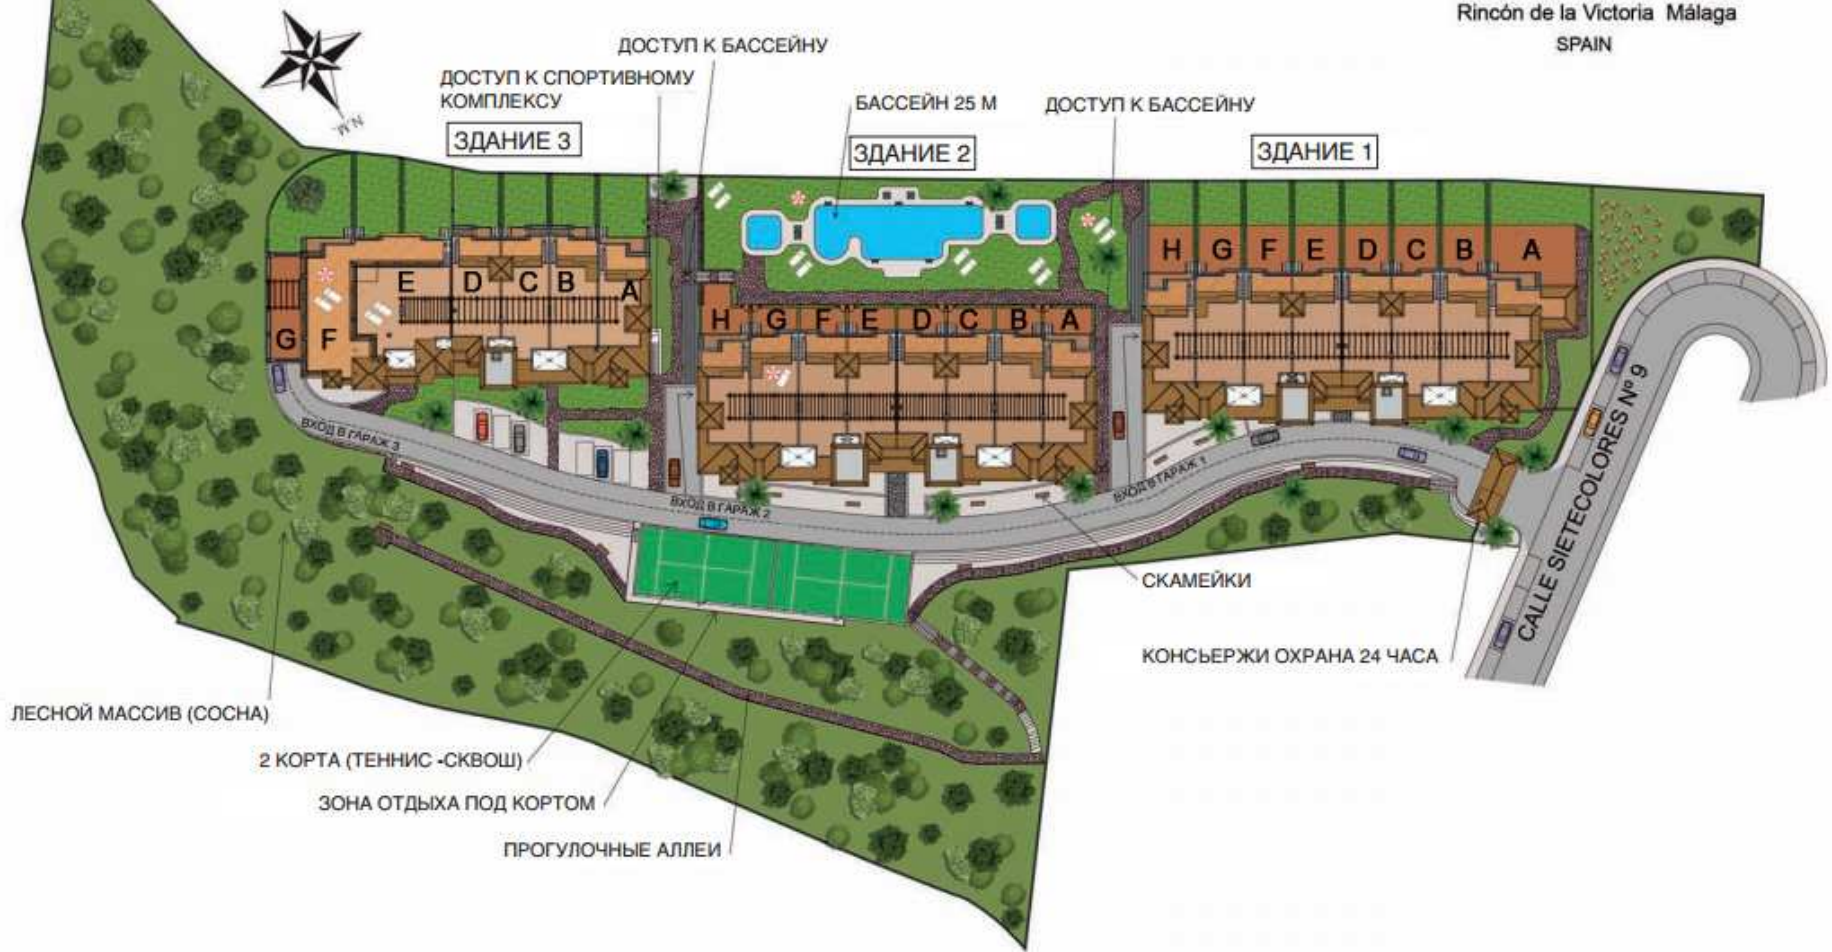 Rincón de la Victoria Málaga
SPAIN
ДОСТУП К БАССЕЙНУ
ДОСТУП К СПОРТИВНОМУ
КОМПЛЕКСУ
БАССЕЙН 25 М
ДОСТУП К БАССЕЙНУ
N.M.
ЗДАНИЕ 3
ЗДАНИЕ 2
ЗДАНИЕ 1
H G F E D C B A
E D C B A
G F
H G F E D C B A
CALLE SIETECOLORES Nº 9
ВХОД В ГАРАЖ 3
ВХОД В ГАРАЖ 2
ВХОД В ГАРАЖ 1
СКАМЕЙКИ
КОНСЬЕРЖИ ОХРАНА 24 ЧАСА
ЛЕСНОЙ МАССИВ (СОСНА)
2 КОРТА (ТЕННИС -СКВОШ)
ЗОНА ОТДЫХА ПОД КОРТОМ
ПРОГУЛОЧНЫЕ АЛЛЕИ